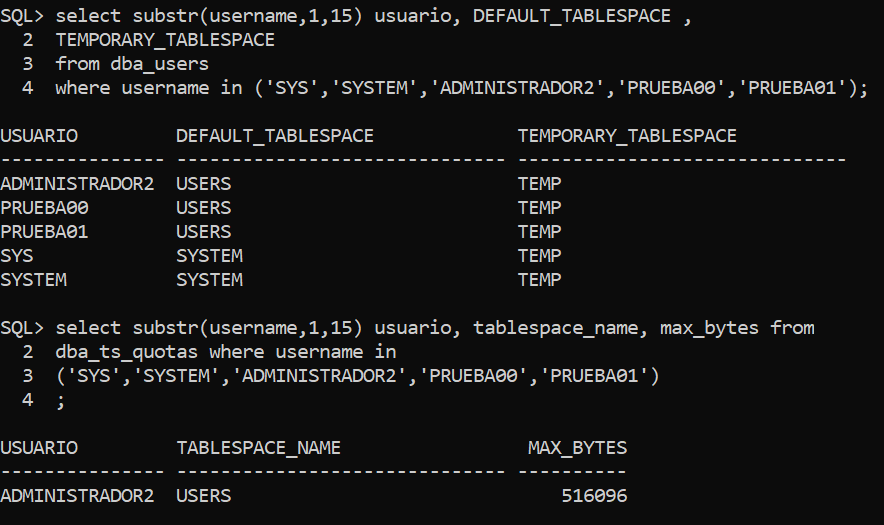 SQL> select substr(username,1,15) usuario, DEFAULT_TABLESPACE ,
  2  TEMPORARY_TABLESPACE
  3  from dba_users
  4  where username in ('SYS','SYSTEM','ADMINISTRADOR2','PRUEBA00','PRUEBA01');
USUARIO         DEFAULT_TABLESPACE             TEMPORARY_TABLESPACE
--------------- ------------------------------ ------------------------------
ADMINISTRADOR2  USERS                          TEMP
PRUEBA00        USERS                          TEMP
PRUEBA01        USERS                          TEMP
SYS             SYSTEM                         TEMP
SYSTEM          SYSTEM                         TEMP
SQL> select substr(username,1,15) usuario, tablespace_name, max_bytes from
  2  dba_ts_quotas where username in
  3  ('SYS','SYSTEM','ADMINISTRADOR2','PRUEBA00','PRUEBA01')
  4  ;
USUARIO         TABLESPACE_NAME                 MAX_BYTES
--------------- ------------------------------ ----------
ADMINISTRADOR2  USERS                              516096